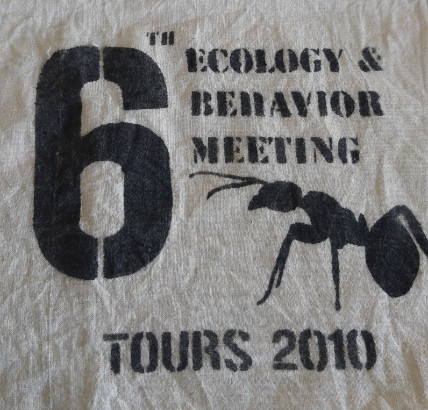 6TH ECOLOGY &
BEHAVIOR
MEETING
TOURS 2010